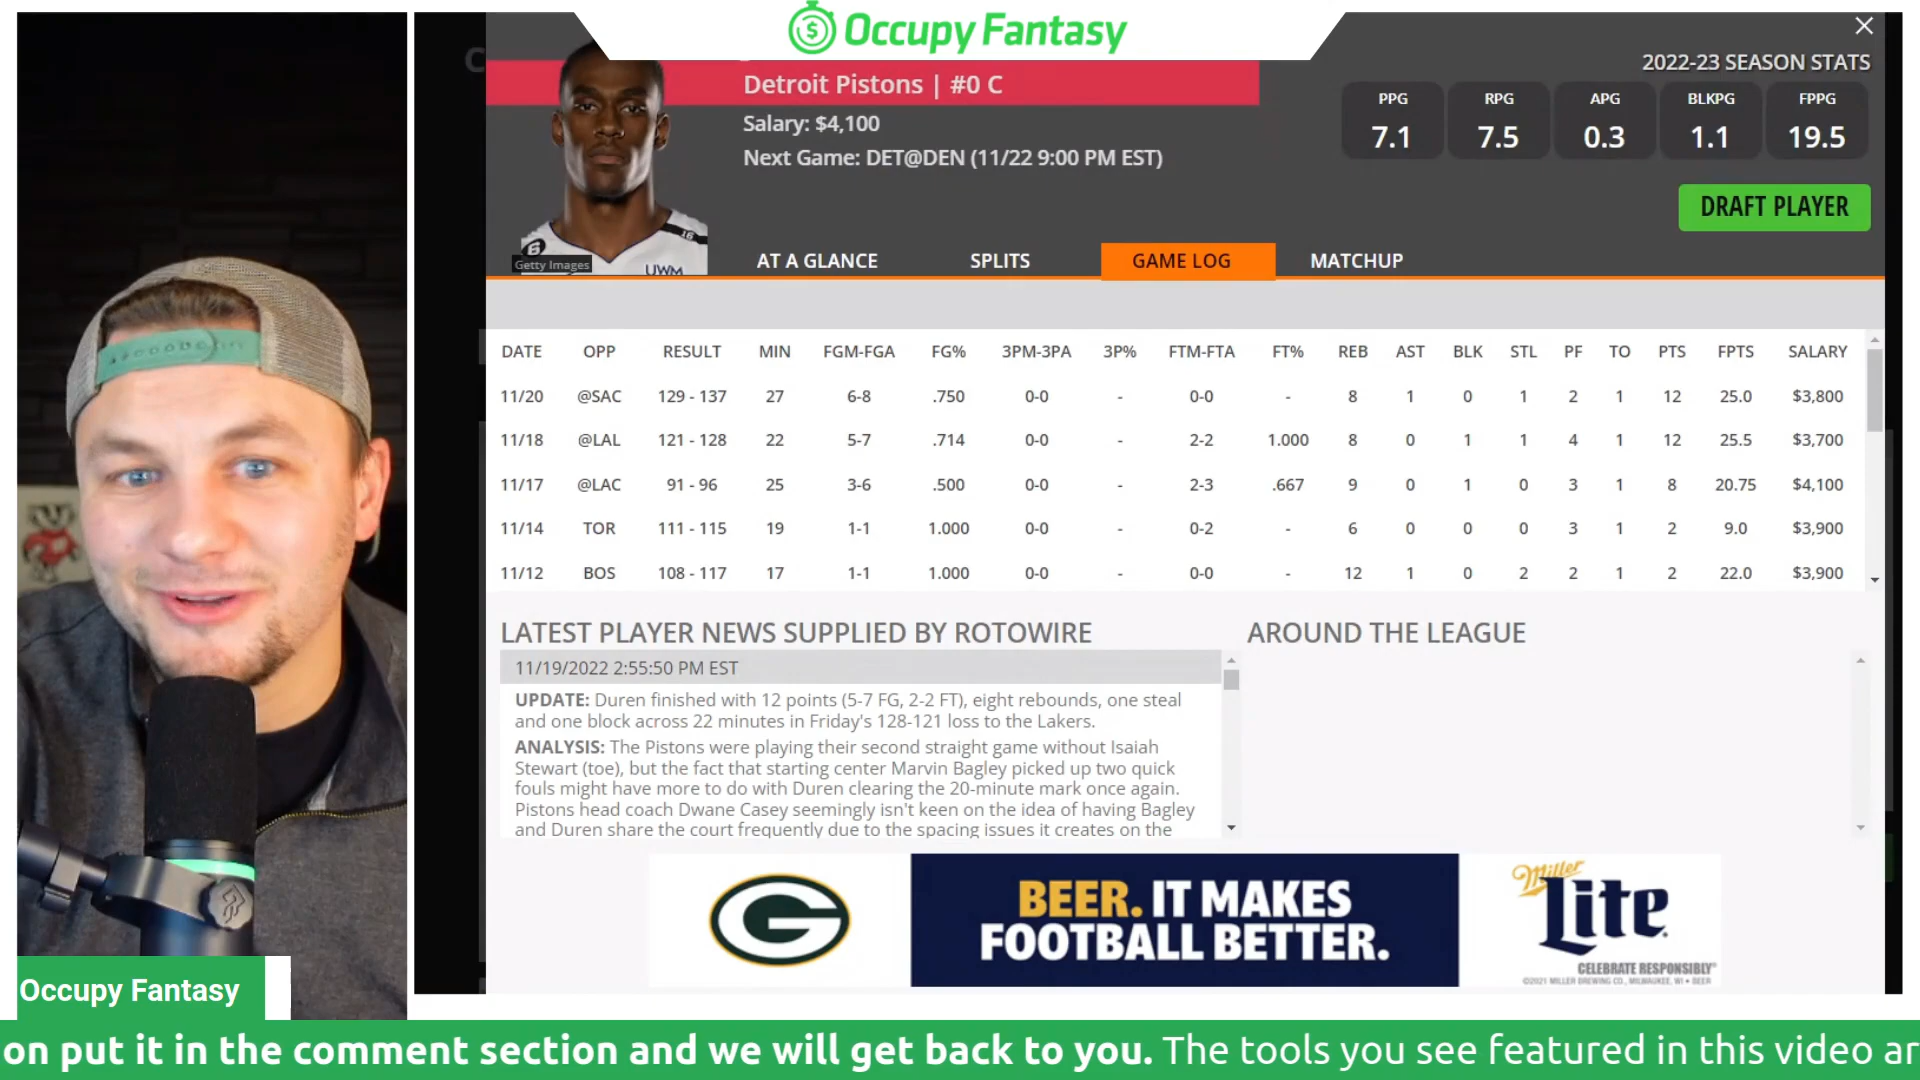 Occupy Fantasy
Detroit Pistons | #0 C
Salary: $4,100
Next Game: DET@DEN (11/22 9:00 PM EST)
2022-23 SEASON STATS
PPG RPG APG BLKPG FPPG
7.1 7.5 0.3 1.1 19.5
DRAFT PLAYER
6
16
UWM
Getty Images
AT A GLANCE SPLITS GAME LOG MATCHUP
DATE OPP RESULT MIN FGM-FGA FG% 3PM-3PA 3P% FTM-FTA FT% REB AST BLK STL PF TO PTS FPTS SALARY
11/20 @SAC 129 - 137 27 6-8 .750 0-0 - 0-0 - 8 1 0 1 2 1 12 25.0 $3,800
11/18 @LAL 121 - 128 22 5-7 .714 0-0 - 2-2 1.000 8 0 1 1 4 1 12 25.5 $3,700
11/17 @LAC 91 - 96 25 3-6 .500 0-0 - 2-3 .667 9 0 1 0 3 1 8 20.75 $4,100
11/14 TOR 111 - 115 19 1-1 1.000 0-0 - 0-2 - 6 0 0 0 3 1 2 9.0 $3,900
11/12 BOS 108 - 117 17 1-1 1.000 0-0 - 0-0 - 12 1 0 2 2 1 2 22.0 $3,900
LATEST PLAYER NEWS SUPPLIED BY ROTOWIRE
11/19/2022 2:55:50 PM EST
UPDATE: Duren finished with 12 points (5-7 FG, 2-2 FT), eight rebounds, one steal
and one block across 22 minutes in Friday's 128-121 loss to the Lakers.
ANALYSIS: The Pistons were playing their second straight game without Isaiah
Stewart (toe), but the fact that starting center Marvin Bagley picked up two quick
fouls might have more to do with Duren clearing the 20-minute mark once again.
Pistons head coach Dwane Casey seemingly isn't keen on the idea of having Bagley
and Duren share the court frequently due to the spacing issues it creates on the
AROUND THE LEAGUE
G
BEER. IT MAKES
FOOTBALL BETTER.
Miller
Lite
CELEBRATE RESPONSIBLY®
©2021 MILLER BREWING CO., MILWAUKEE, WI • BEER
Occupy Fantasy
on put it in the comment section and we will get back to you. The tools you see featured in this video ar